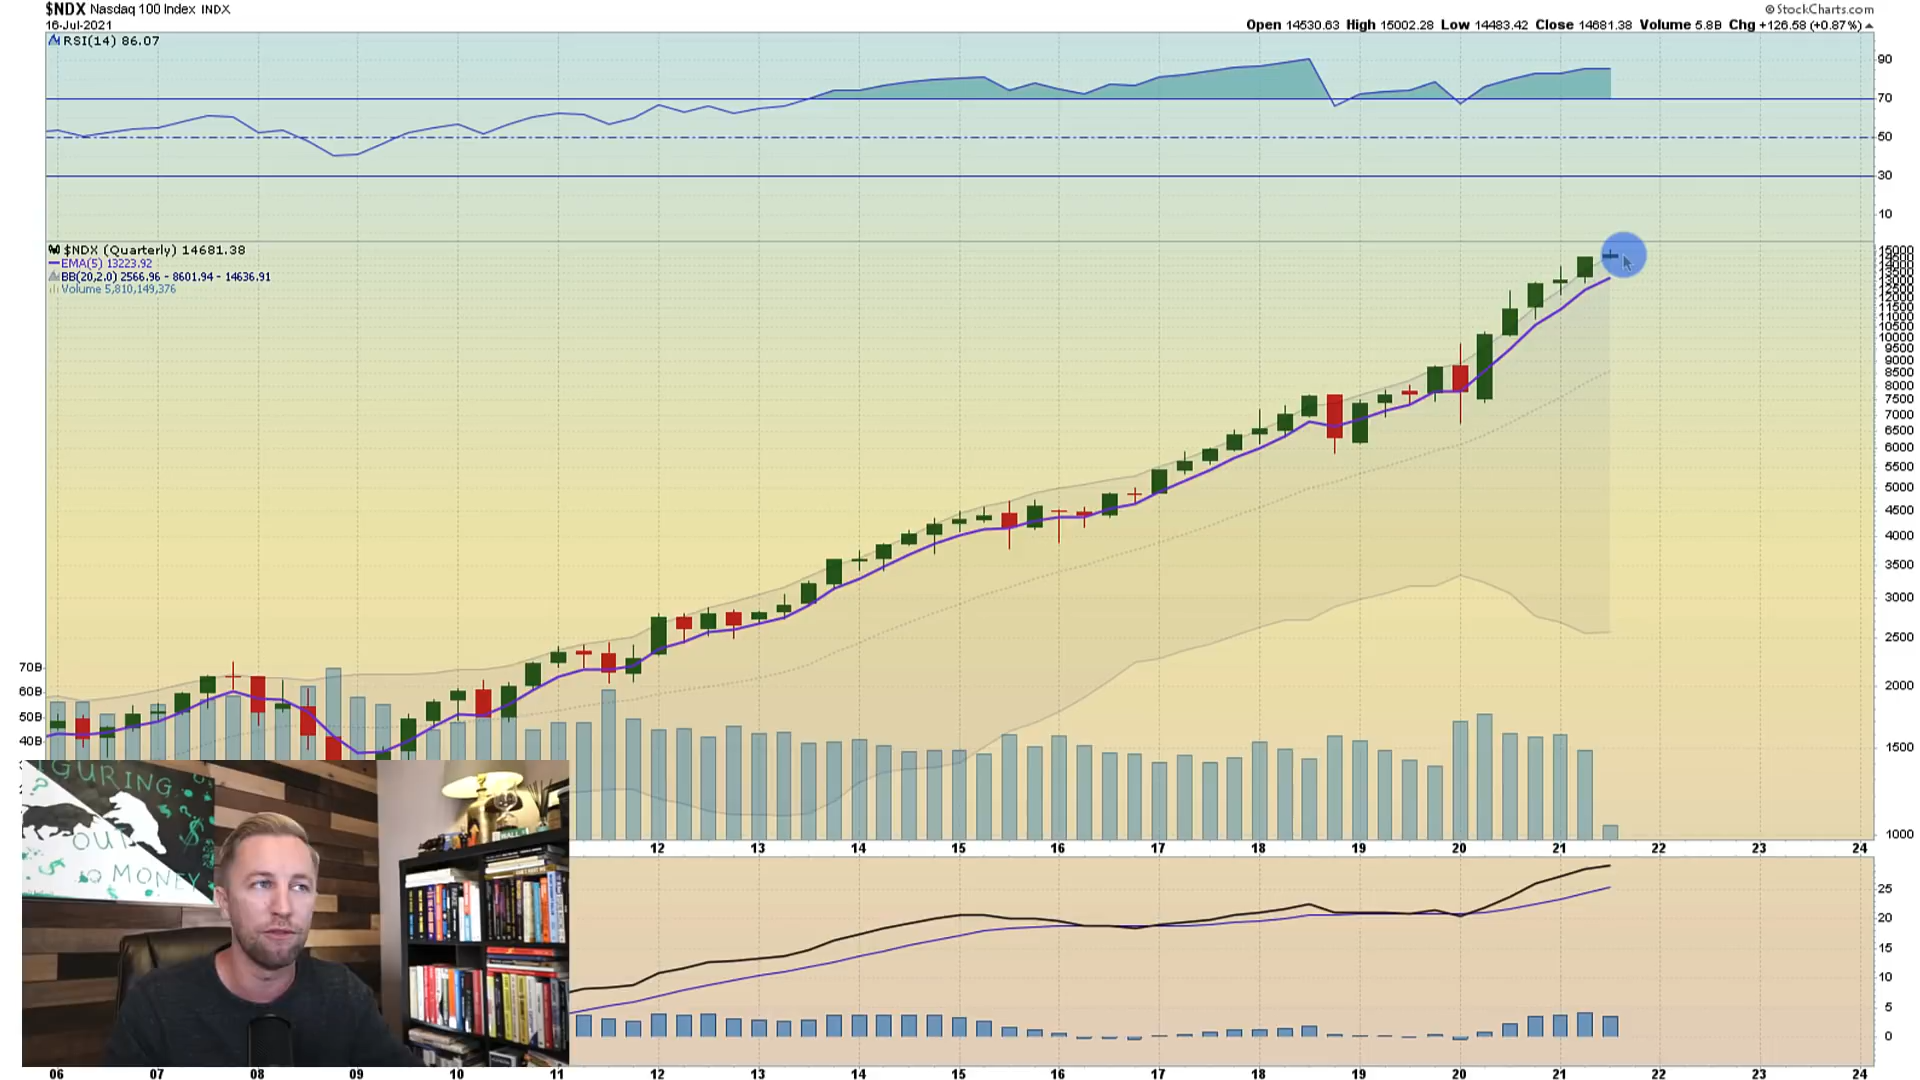 $NDX Nasdaq 100 Index INDX
© StockCharts.com
16-Jul-2021
Open 14530.63 High 15002.28 Low 14483.42 Close 14681.38 Volume 5.8B Chg +126.58 (+0.87%)
RSI(14) 86.07
90
70
50
30
10
$NDX (Quarterly) 14681.38
EMA(5) 13223.92
BB(20,2.0) 2566.96 - 8601.94 - 14636.91
Volume 5,810,149,376
15000
12000
11000
10500
9500
9000
8500
8000
7500
7000
6500
6000
5500
5000
4500
4000
3500
3000
2500
2000
1500
1000
70B
60B
50B
40B
GURING
OUT
MONEY
12 13 14 15 16 17 18 19 20 21 22 23 24
25
20
15
10
5
0
06 07 08 09 10 11 12 13 14 15 16 17 18 19 20 21 22 23 24